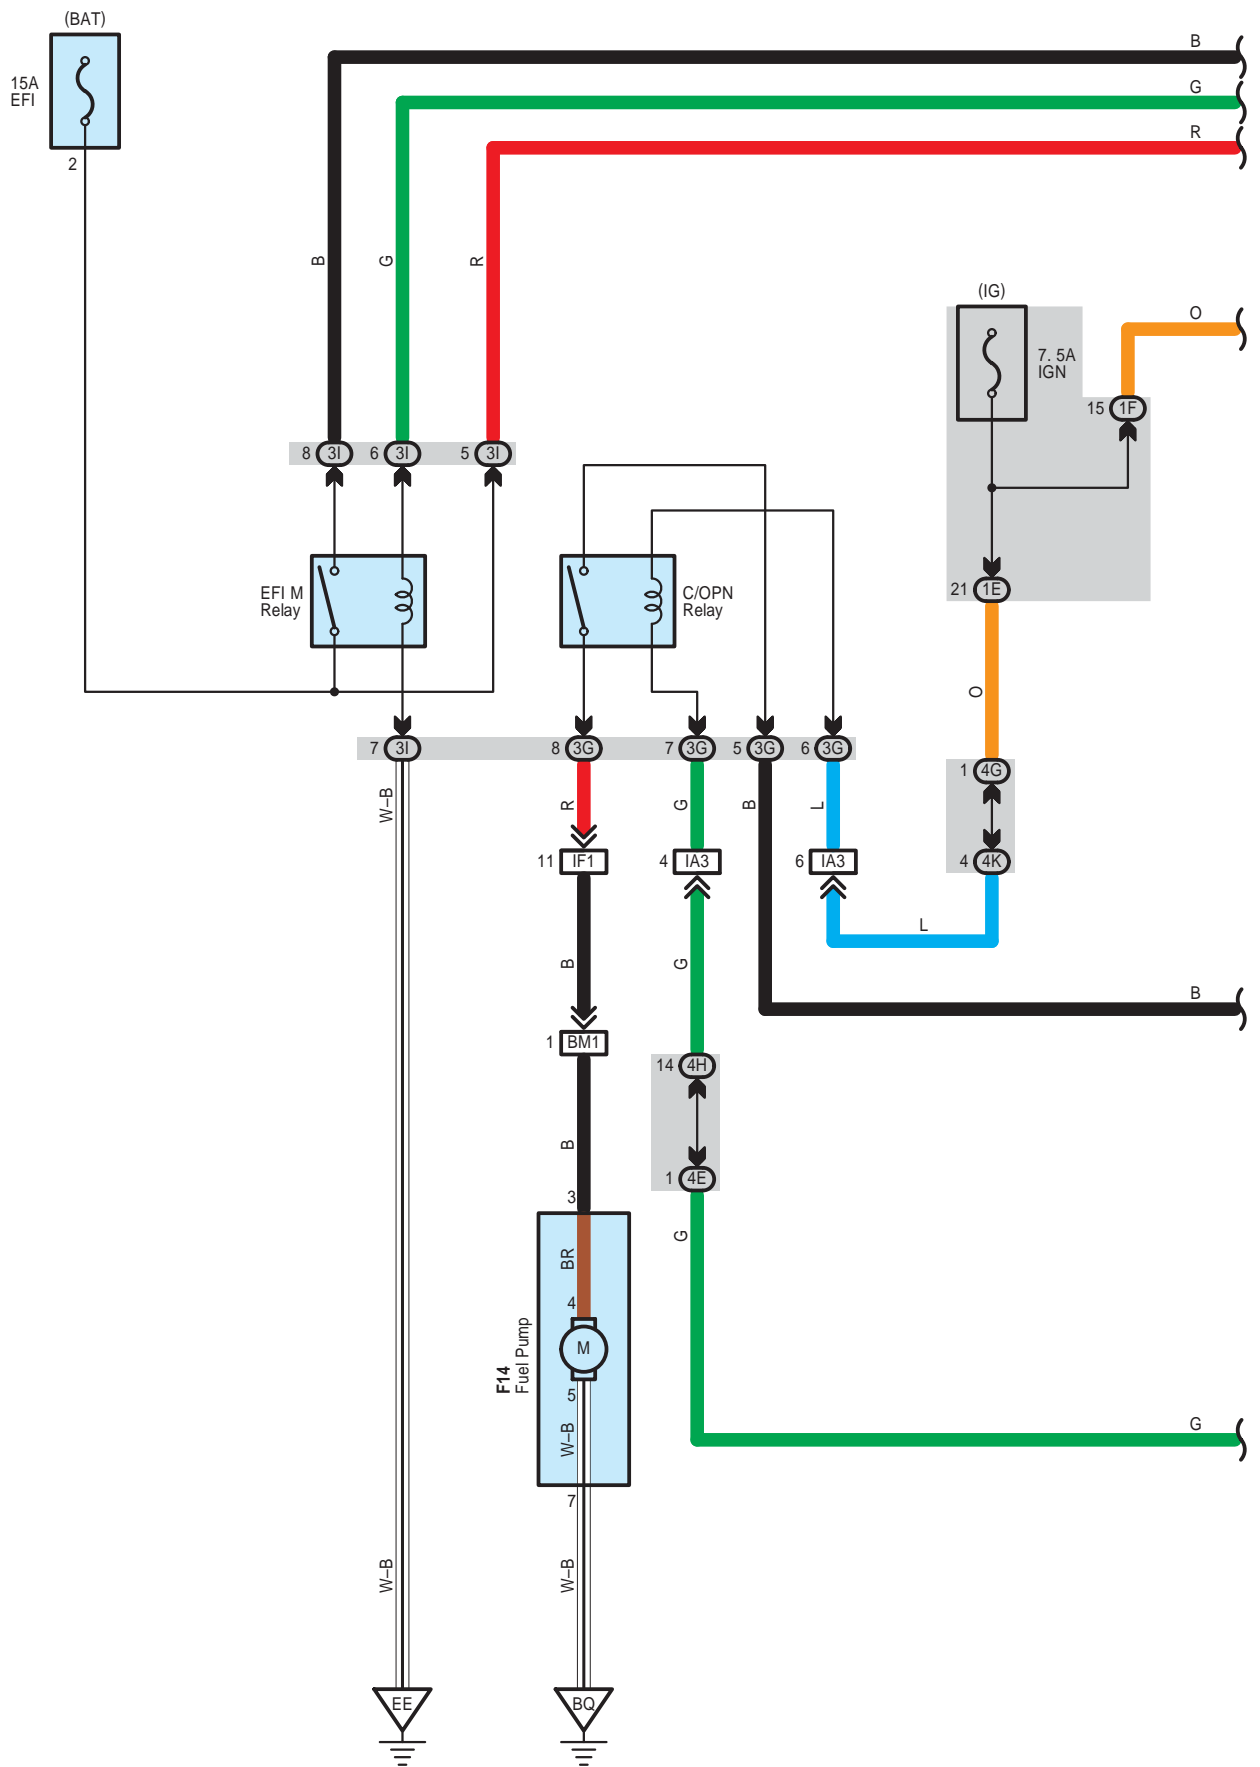 (BAT)
15A
EFI
2
B
G
R
B
G
R
(IG)
7. 5A
IGN
O
15 1F
8 3I 6 3I 5 3I
EFI M
Relay
C/OPN
Relay
21 1E
O
7 3I 8 3G 7 3G 5 3G 6 3G
1 4G
W–B
R
G
B
L
11 IF1 4 IA3 6 IA3 4 4K
L
B
G
B
1 BM1
14 4H
B
1 4E
3
G
BR
4
M
F14
Fuel Pump
5
W–B
G
7
W–B
W–B
EE
BQ